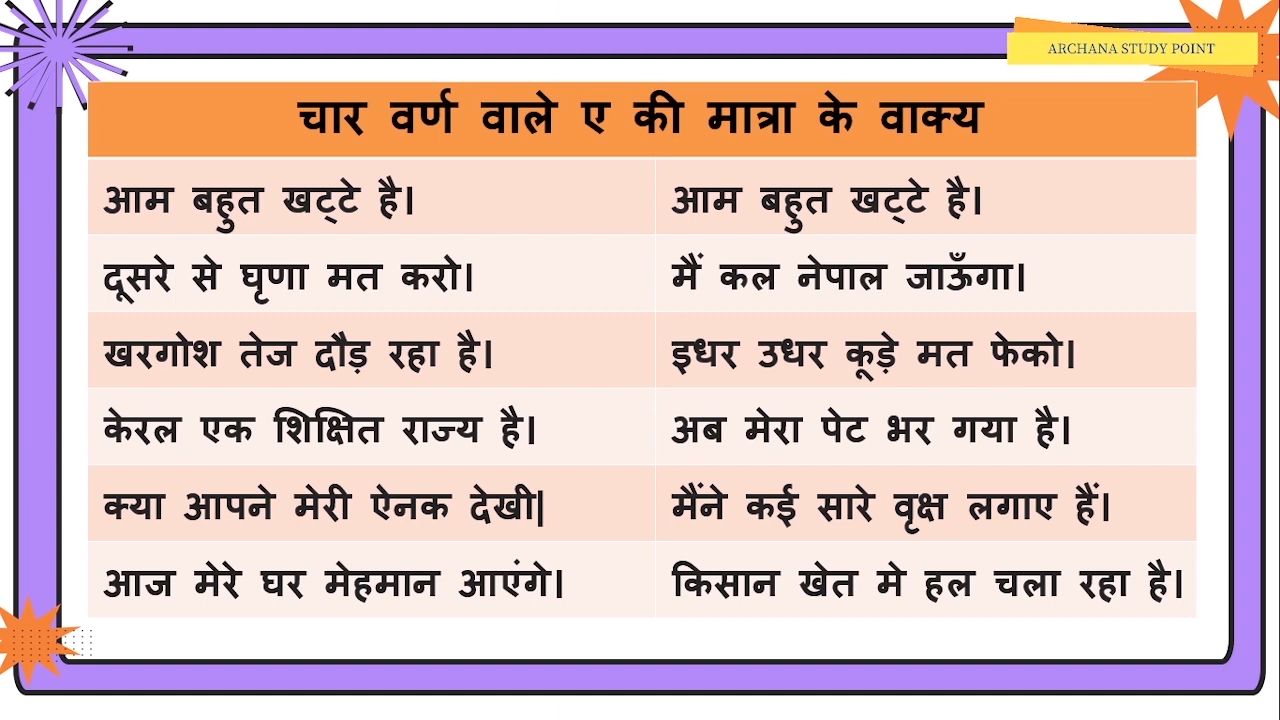 ARCHANA STUDY POINT
चार वर्ण वाले ए की मात्रा के वाक्य
आम बहुत खट्टे है। आम बहुत खट्टे है।
दूसरे से घृणा मत करो। मैं कल नेपाल जाऊँगा।
खरगोश तेज दौड़ रहा है। इधर उधर कूड़े मत फेको।
केरल एक शिक्षित राज्य है। अब मेरा पेट भर गया है।
क्या आपने मेरी ऐनक देखी| मैंने कई सारे वृक्ष लगाए हैं।
आज मेरे घर मेहमान आएंगे। किसान खेत मे हल चला रहा है।